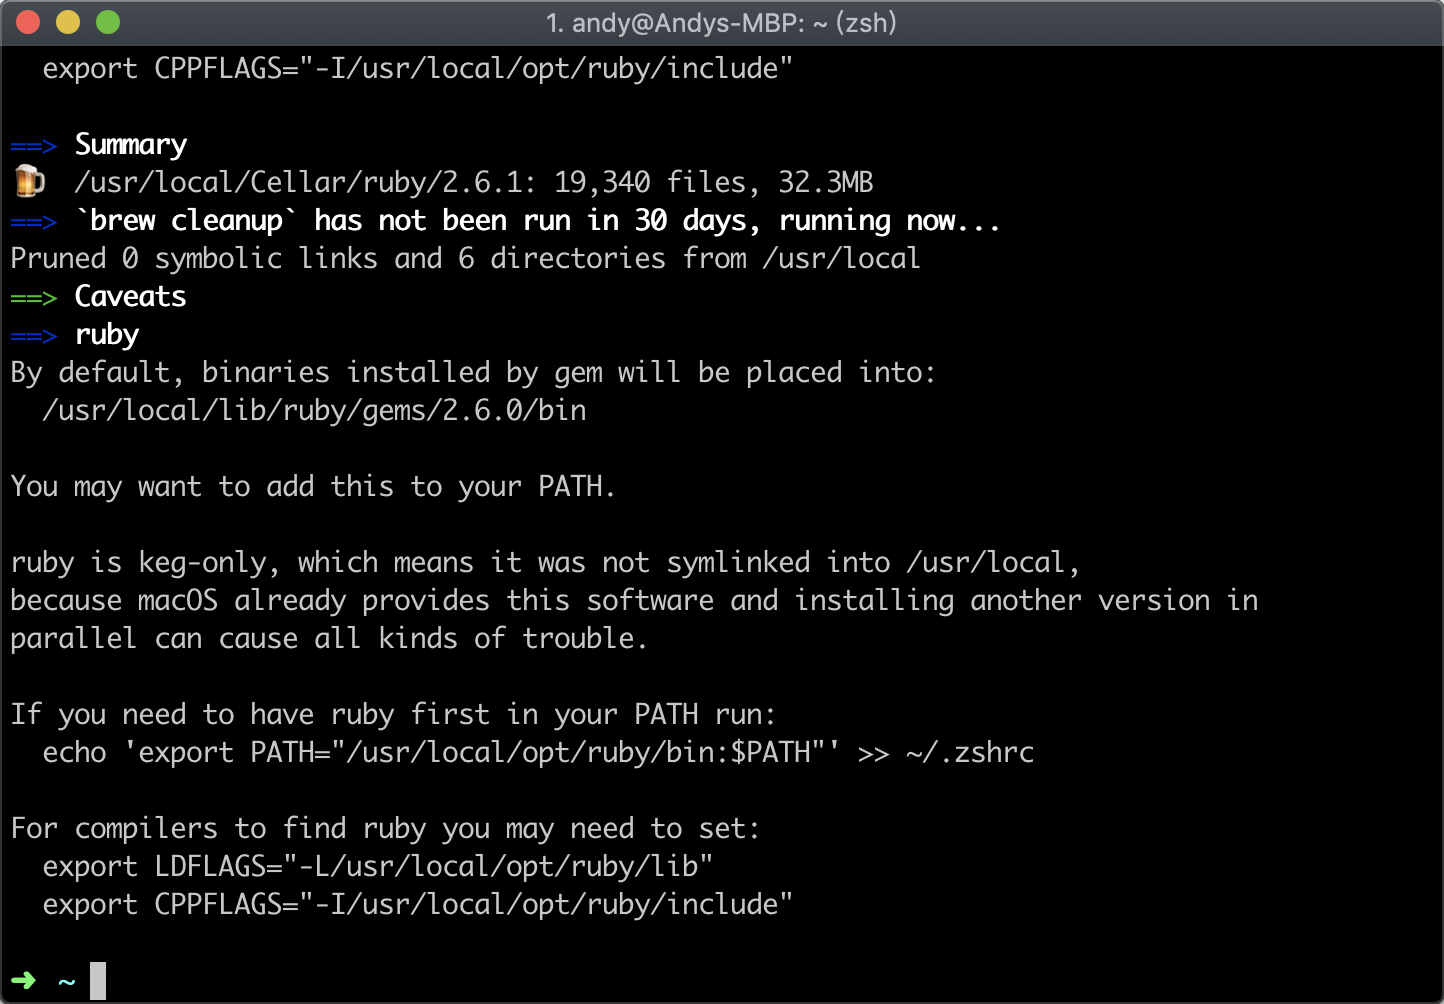 1. andy@Andys-MBP: ~ (zsh)
  export CPPFLAGS="-I/usr/local/opt/ruby/include"

==> Summary
🍺  /usr/local/Cellar/ruby/2.6.1: 19,340 files, 32.3MB
==> `brew cleanup` has not been run in 30 days, running now...
Pruned 0 symbolic links and 6 directories from /usr/local
==> Caveats
==> ruby
By default, binaries installed by gem will be placed into:
  /usr/local/lib/ruby/gems/2.6.0/bin

You may want to add this to your PATH.

ruby is keg-only, which means it was not symlinked into /usr/local,
because macOS already provides this software and installing another version in
parallel can cause all kinds of trouble.

If you need to have ruby first in your PATH run:
  echo 'export PATH="/usr/local/opt/ruby/bin:$PATH"' >> ~/.zshrc

For compilers to find ruby you may need to set:
  export LDFLAGS="-L/usr/local/opt/ruby/lib"
  export CPPFLAGS="-I/usr/local/opt/ruby/include"

➜  ~